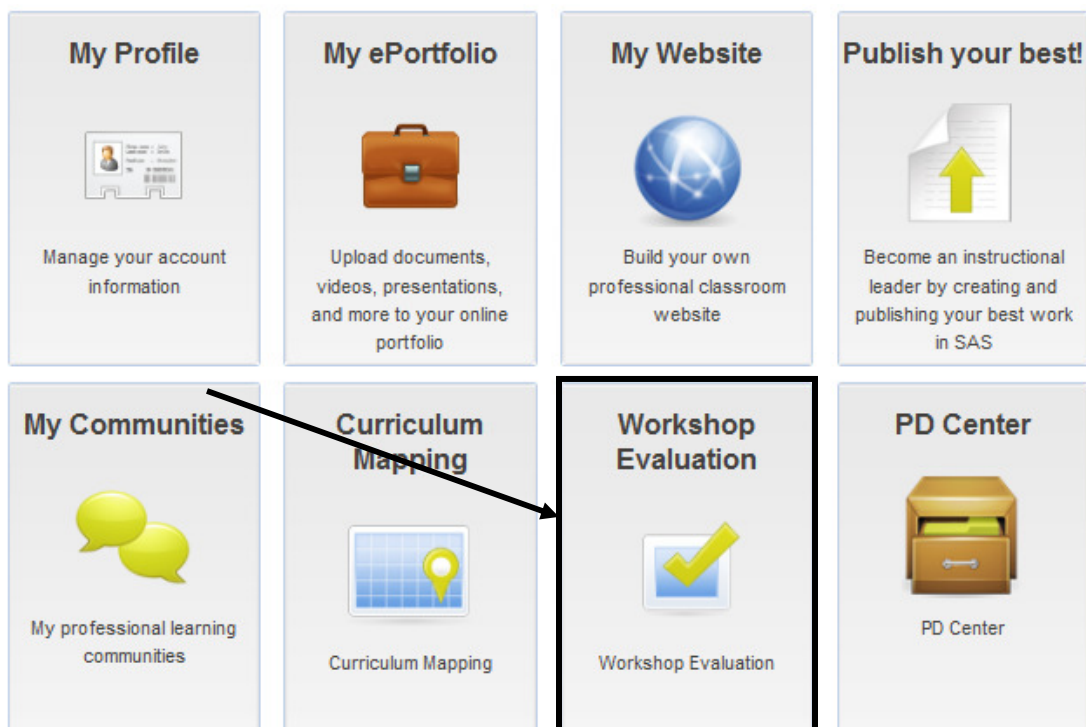 My Profile
Manage your account
information
My ePortfolio
Upload documents,
videos, presentations,
and more to your online
portfolio
My Website
Build your own
professional classroom
website
Publish your best!
Become an instructional
leader by creating and
publishing your best work
in SAS
My Communities
My professional learning
communities
Curriculum
Mapping
Curriculum Mapping
Workshop
Evaluation
Workshop Evaluation
PD Center
PD Center